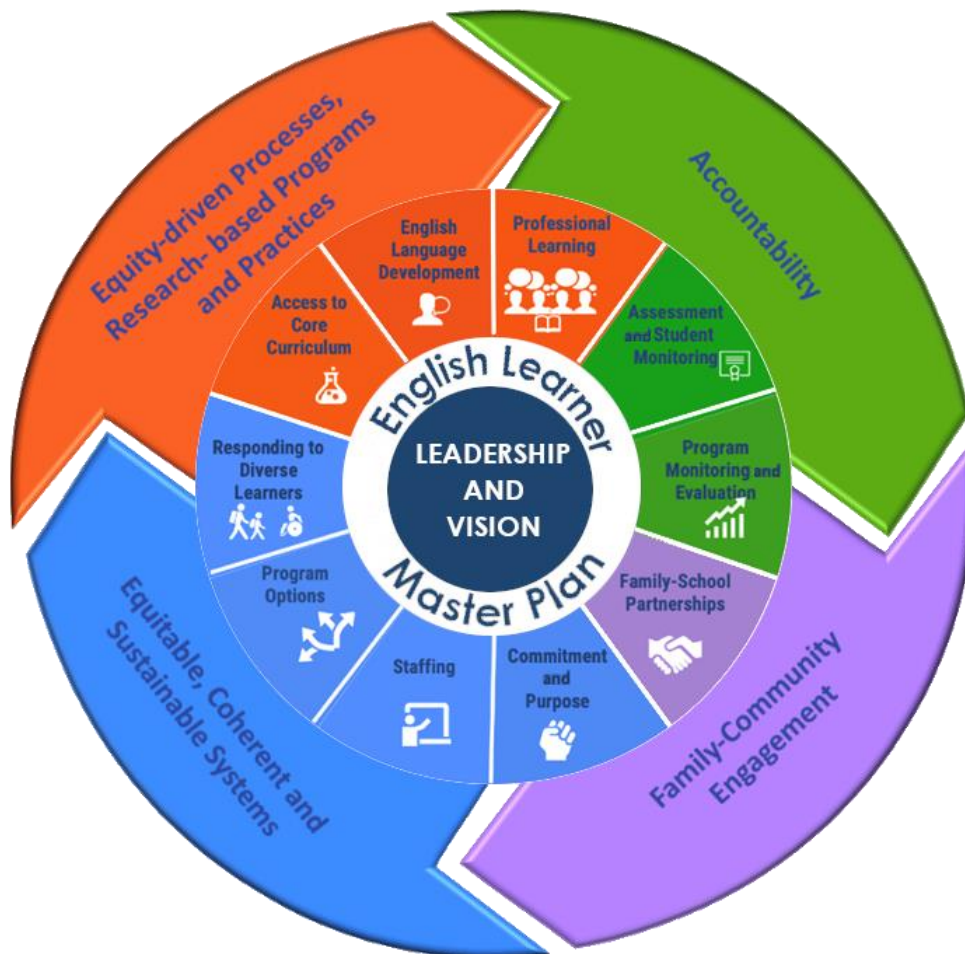 Equity-driven Processes,
Research- based Programs
and Practices
Accountability
English
Language
Development
Professional
Learning
Access to
Core
Curriculum
Assessment
and Student
Monitoring
Responding to
Diverse
Learners
Program
Monitoring and
Evaluation
English Learner
LEADERSHIP
AND
VISION
Master Plan
Program
Options
Family-School
Partnerships
Staffing
Commitment
and
Purpose
Equitable, Coherent and
Sustainable Systems
Family-Community
Engagement